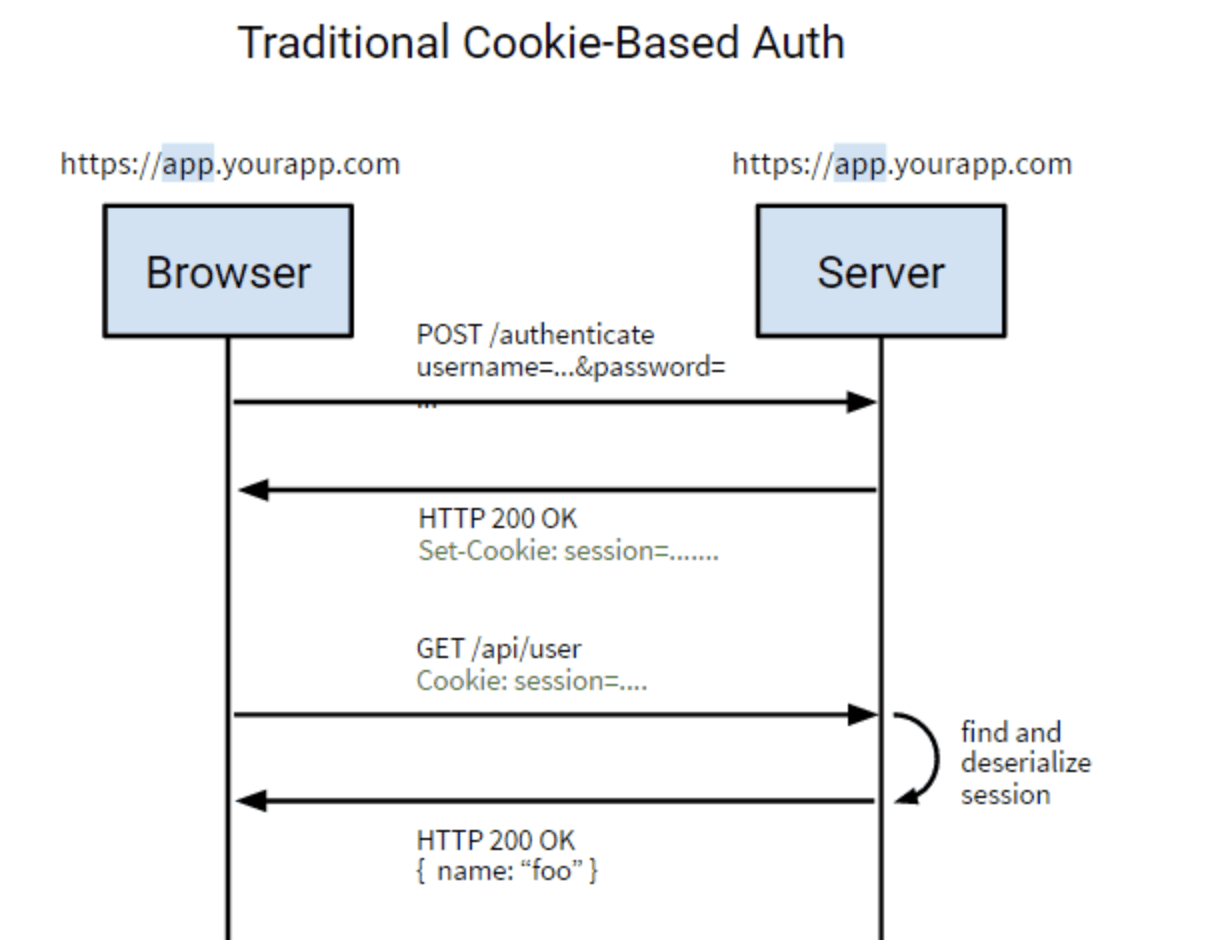 Traditional Cookie-Based Auth
https://app.yourapp.com
https://app.yourapp.com
Browser
Server
POST /authenticate
username=...&password=
...
HTTP 200 OK
Set-Cookie: session=.......
GET /api/user
Cookie: session=....
find and
deserialize
session
HTTP 200 OK
{ name: “foo” }